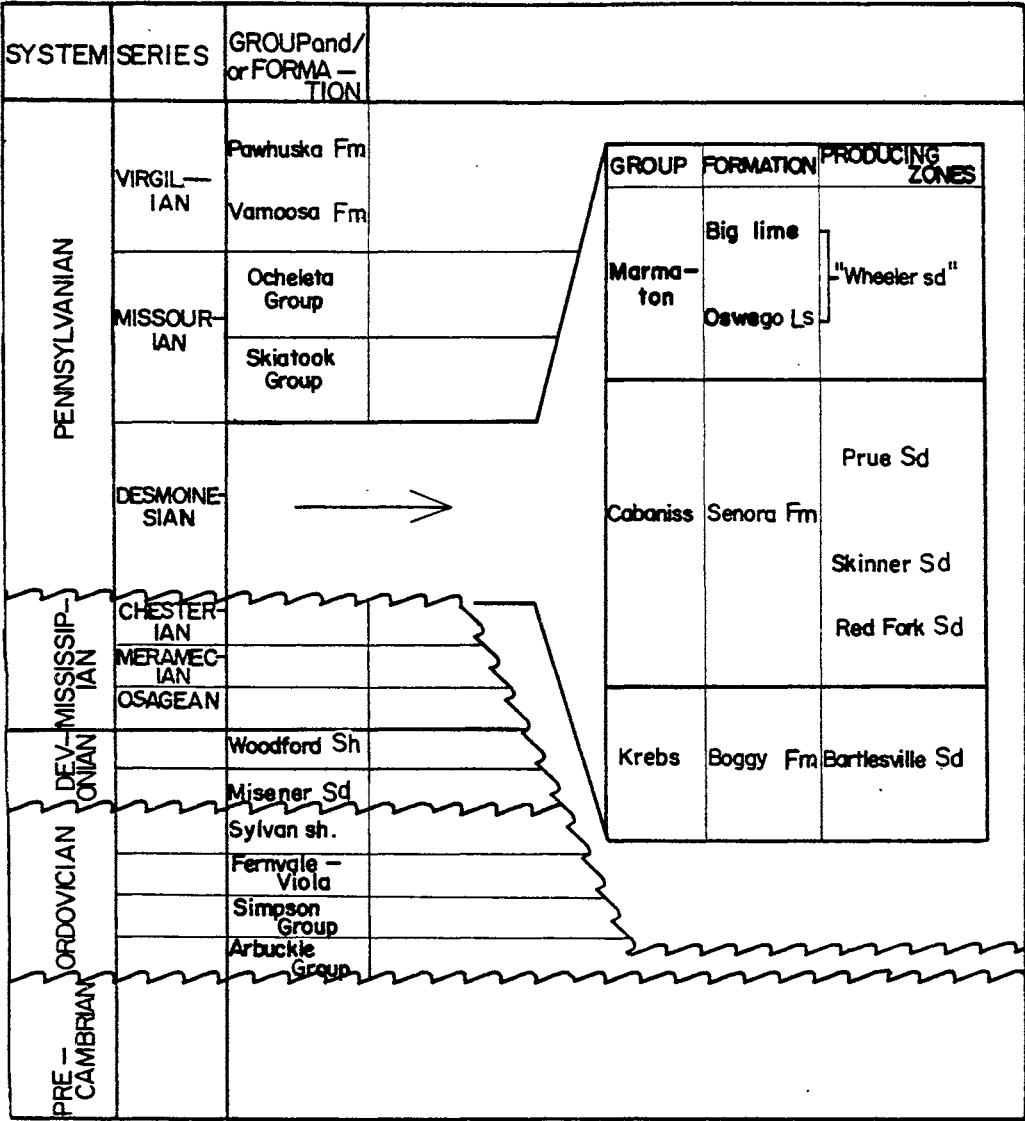 SYSTEM
SERIES
GROUP and/
or FORMA—
TION
PENNSYLVANIAN
VIRGIL—
IAN
Pawhuska Fm
Vamoosa Fm
MISSOUR—
IAN
Ocheleta
Group
Skiatook
Group
DESMOINE-
SIAN
MISSISSIP—
IAN
CHESTER-
IAN
MERAMEC-
IAN
OSAGEAN
DEV—
ONIAN
Woodford Sh
Misener Sd
ORDOVICIAN
Sylvan sh.
Fernvale —
Viola
Simpson
Group
Arbuckle
Group
PRE —
CAMBRIAN
GROUP
FORMATION
PRODUCING
ZONES
Marma—
ton
Big lime
Oswego Ls
"Wheeler sd"
Cabaniss
Senora Fm
Prue Sd
Skinner Sd
Red Fork Sd
Krebs
Boggy Fm
Bartlesville Sd